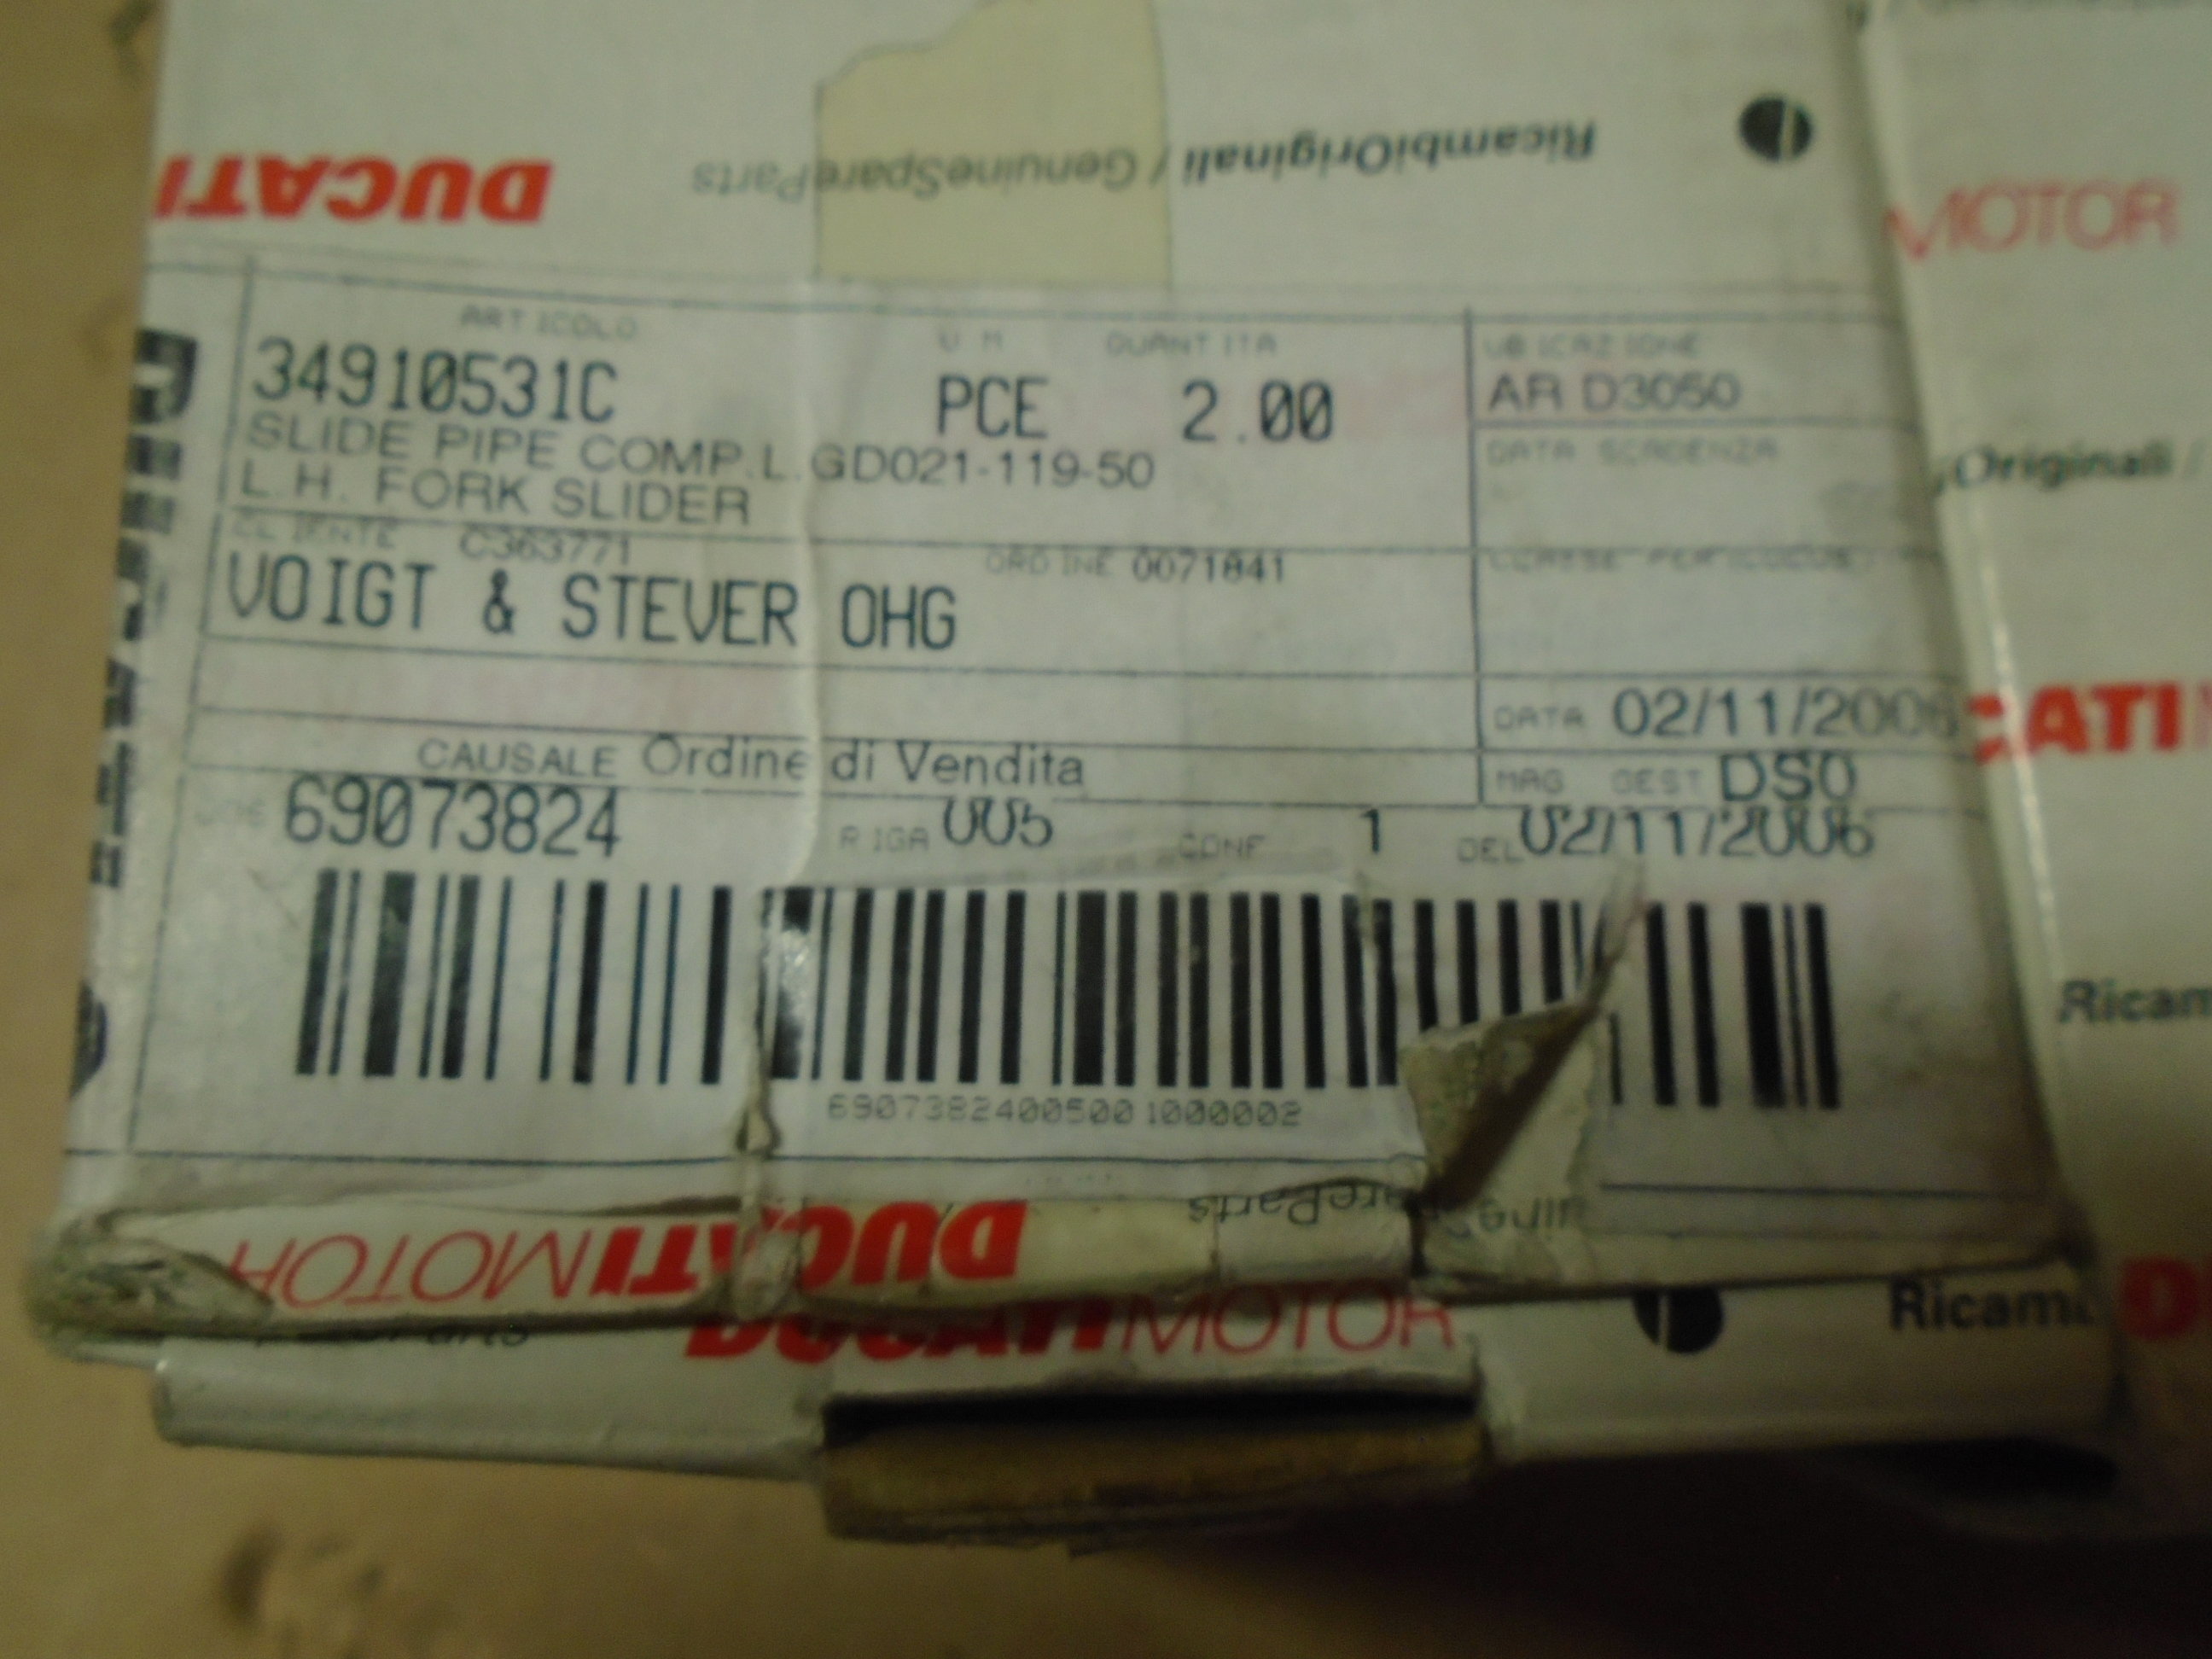 DUCATI GenuineSpareParts / RicambiOriginali
MOTOR
ARTICOLO UM QUANTITA UBICAZIONE
34910531C PCE 2.00 AR D3050
SLIDE PIPE COMP.L.GD021-119-50 DATA SCADENZA
L.H. FORK SLIDER
Originali /
CLIENTE C363771 ORDINE 0071841
VOIGT & STEVER OHG
DATA 02/11/2006
CATI
CAUSALE Ordine di Vendita MAG GEST DS0
69073824 RIGA 005 CONF 1 DEL 02/11/2006
Ricam
69073824005001000002
DUCATIMOTOR
DUCATIMOTOR
Ricam